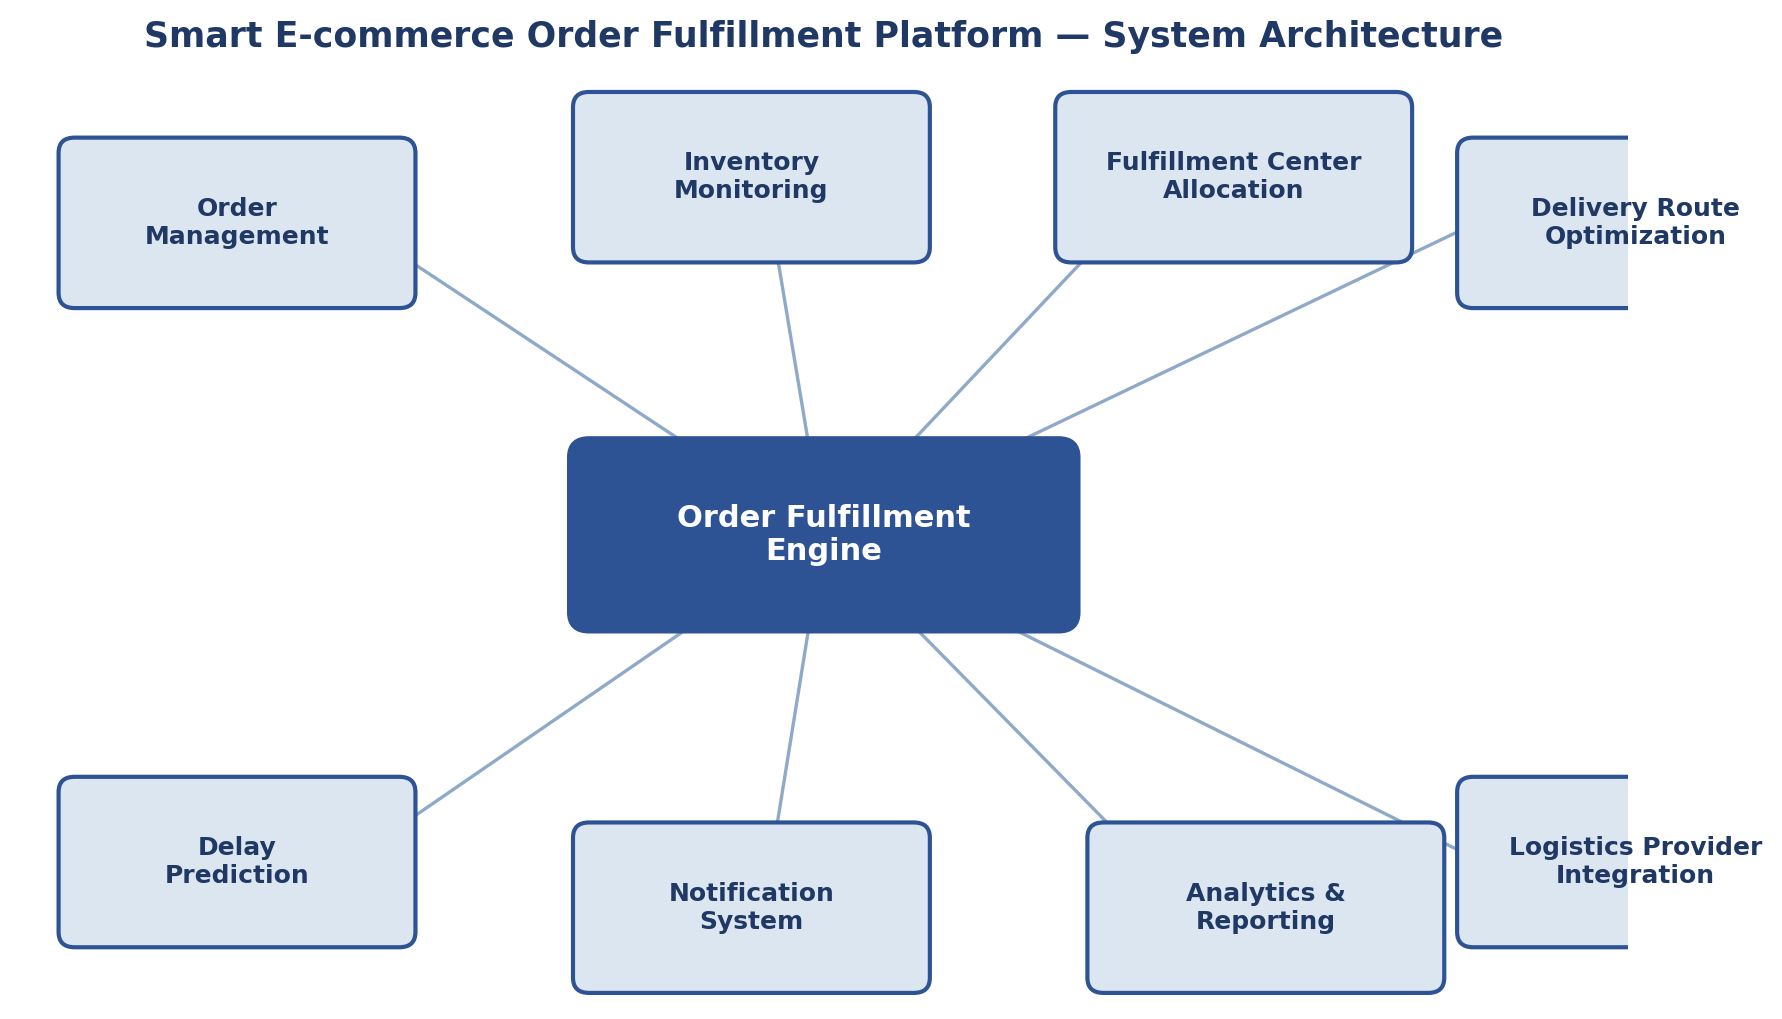 Smart E-commerce Order Fulfillment Platform — System Architecture
Order
Management
Inventory
Monitoring
Fulfillment Center
Allocation
Delivery Route
Optimization
Order Fulfillment
Engine
Delay
Prediction
Notification
System
Analytics &
Reporting
Logistics Provider
Integration